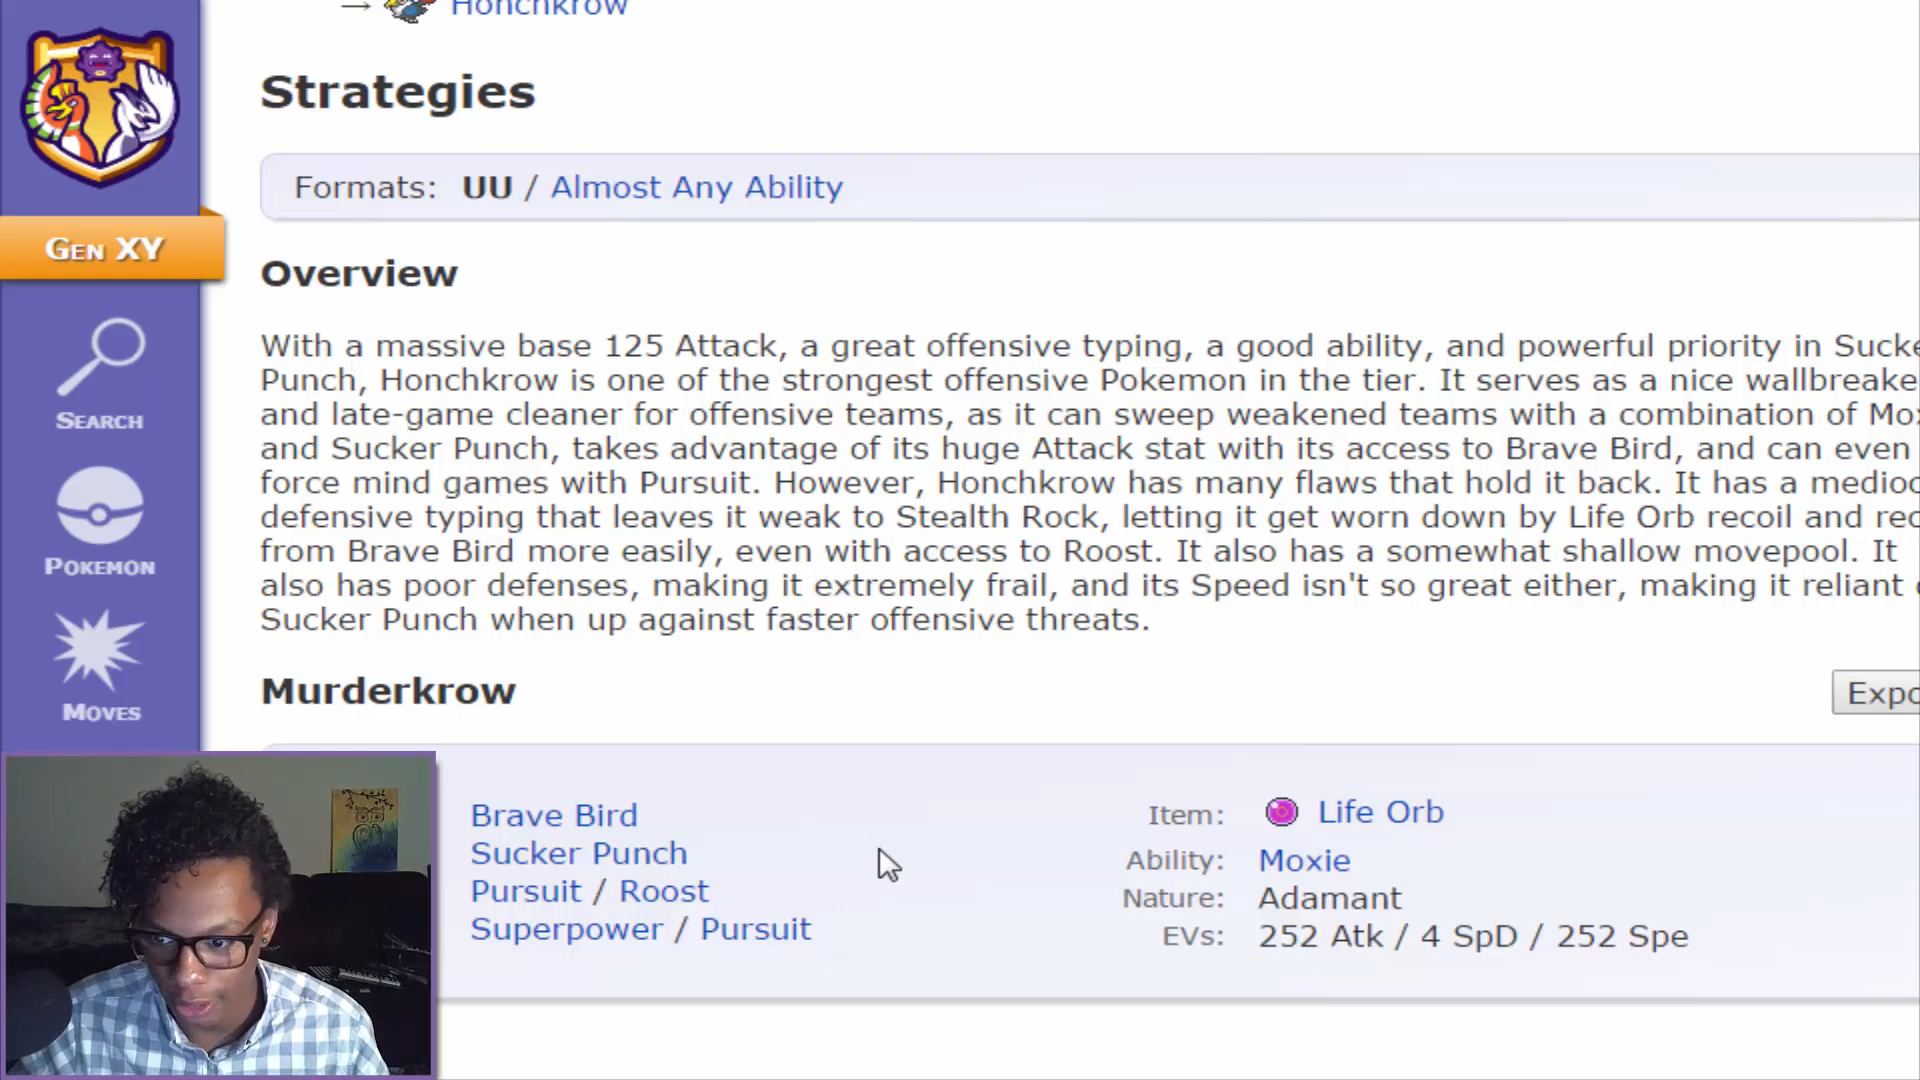 → Honchkrow
Strategies
Formats: UU / Almost Any Ability
GEN XY
Overview
With a massive base 125 Attack, a great offensive typing, a good ability, and powerful priority in
Punch, Honchkrow is one of the strongest offensive Pokemon in the tier. It serves as a nice
and late-game cleaner for offensive teams, as it can sweep weakened teams with a combination of
and Sucker Punch, takes advantage of its huge Attack stat with its access to Brave Bird, and can even
force mind games with Pursuit. However, Honchkrow has many flaws that hold it back. It has a
defensive typing that leaves it weak to Stealth Rock, letting it get worn down by Life Orb recoil and
from Brave Bird more easily, even with access to Roost. It also has a somewhat shallow movepool. It
also has poor defenses, making it extremely frail, and its Speed isn't so great either, making it reliant
Sucker Punch when up against faster offensive threats.
SEARCH
POKEMON
MOVES
Murderkrow
Brave Bird
Sucker Punch
Pursuit / Roost
Superpower / Pursuit
Item: Life Orb
Ability: Moxie
Nature: Adamant
EVs: 252 Atk / 4 SpD / 252 Spe